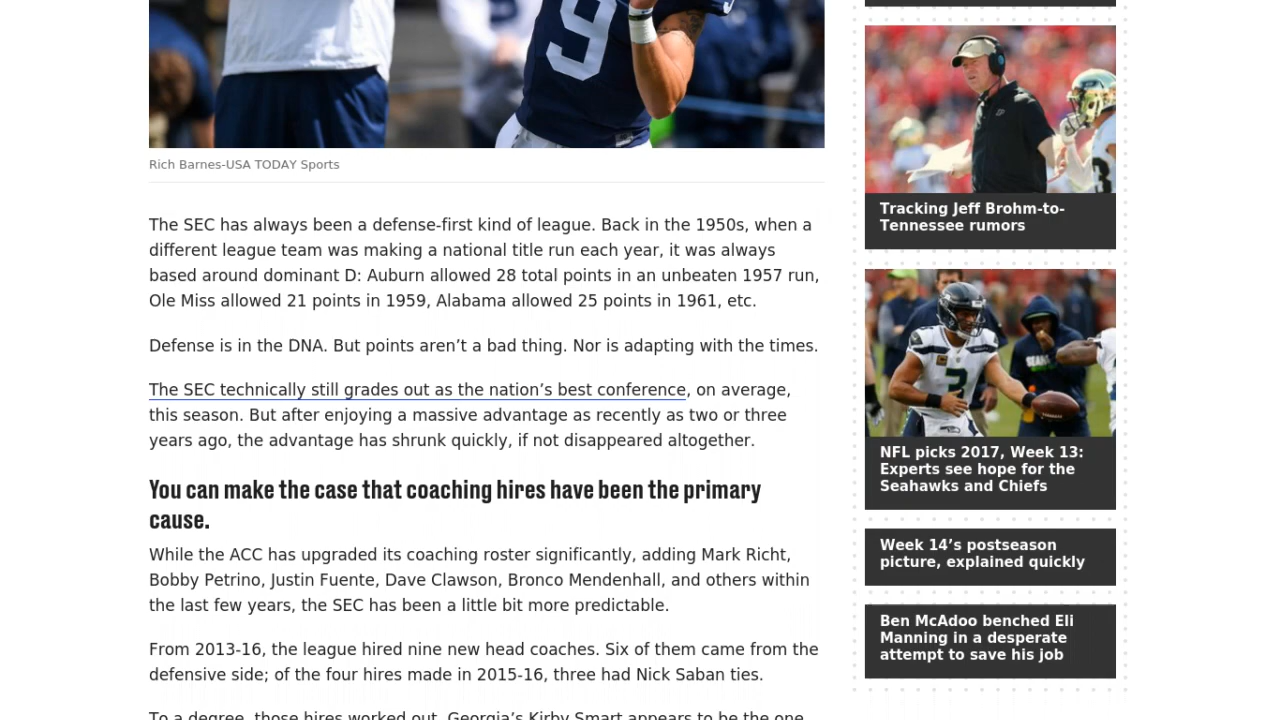 Rich Barnes-USA TODAY Sports
The SEC has always been a defense-first kind of league. Back in the 1950s, when a
different league team was making a national title run each year, it was always
based around dominant D: Auburn allowed 28 total points in an unbeaten 1957 run,
Ole Miss allowed 21 points in 1959, Alabama allowed 25 points in 1961, etc.
Defense is in the DNA. But points aren’t a bad thing. Nor is adapting with the times.
The SEC technically still grades out as the nation’s best conference, on average,
this season. But after enjoying a massive advantage as recently as two or three
years ago, the advantage has shrunk quickly, if not disappeared altogether.
You can make the case that coaching hires have been the primary
cause.
While the ACC has upgraded its coaching roster significantly, adding Mark Richt,
Bobby Petrino, Justin Fuente, Dave Clawson, Bronco Mendenhall, and others within
the last few years, the SEC has been a little bit more predictable.
From 2013-16, the league hired nine new head coaches. Six of them came from the
defensive side; of the four hires made in 2015-16, three had Nick Saban ties.
To a degree, those hires worked out. Georgia’s Kirby Smart appears to be the one
Tracking Jeff Brohm-to-
Tennessee rumors
NFL picks 2017, Week 13:
Experts see hope for the
Seahawks and Chiefs
Week 14’s postseason
picture, explained quickly
Ben McAdoo benched Eli
Manning in a desperate
attempt to save his job
9
3